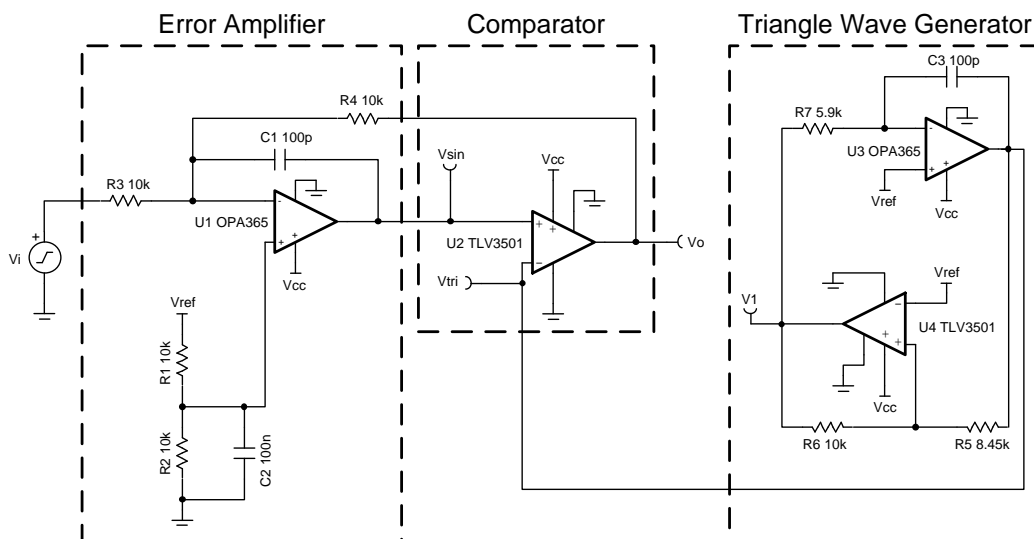 Error Amplifier
Comparator
Triangle Wave Generator
C3 100p
R4 10k
R7 5.9k
C1 100p
Vsin
-
+
+
U3 OPA365
Vcc
Vref
Vcc
R3 10k
-
+
+
U1 OPA365
+
+
−
U2 TLV3501
Vo
+
Vi
Vcc
Vtri
Vref
V1
Vref
−
+
+
U4 TLV3501
R1 10k
Vcc
R2 10k
C2 100n
R6 10k
R5 8.45k